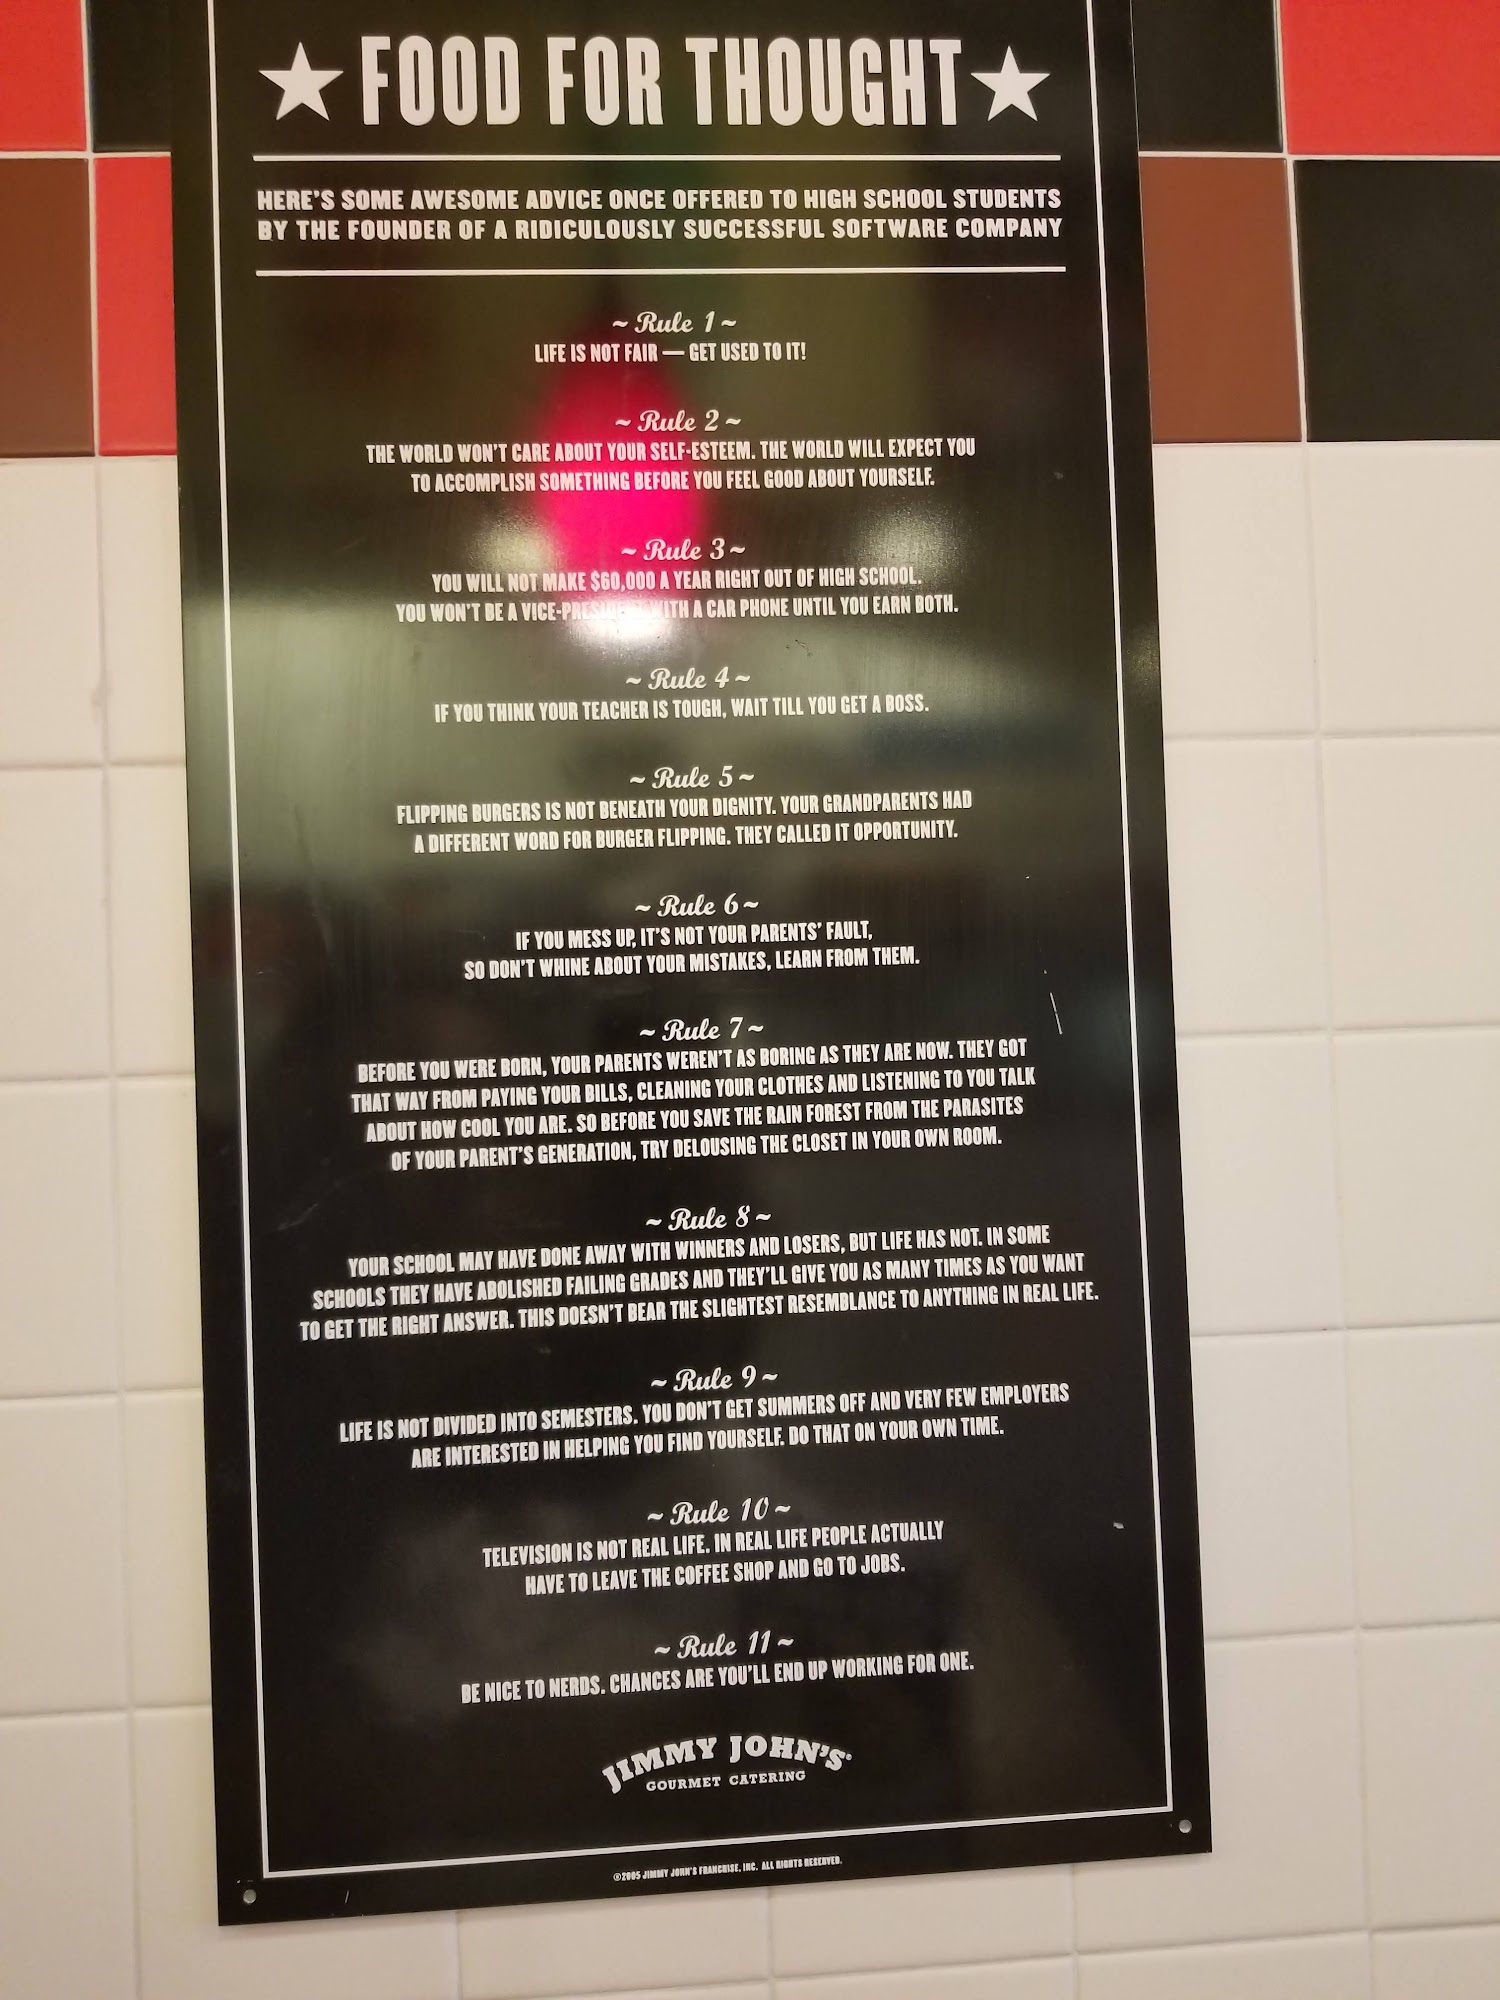 ★ FOOD FOR THOUGHT ★
HERE'S SOME AWESOME ADVICE ONCE OFFERED TO HIGH SCHOOL STUDENTS
BY THE FOUNDER OF A RIDICULOUSLY SUCCESSFUL SOFTWARE COMPANY
~ Rule 1 ~
LIFE IS NOT FAIR — GET USED TO IT!
~ Rule 2 ~
THE WORLD WON'T CARE ABOUT YOUR SELF-ESTEEM. THE WORLD WILL EXPECT YOU
TO ACCOMPLISH SOMETHING BEFORE YOU FEEL GOOD ABOUT YOURSELF.
~ Rule 3 ~
YOU WILL NOT MAKE $60,000 A YEAR RIGHT OUT OF HIGH SCHOOL.
YOU WON'T BE A VICE-PRESIDENT WITH A CAR PHONE UNTIL YOU EARN BOTH.
~ Rule 4 ~
IF YOU THINK YOUR TEACHER IS TOUGH, WAIT TILL YOU GET A BOSS.
~ Rule 5 ~
FLIPPING BURGERS IS NOT BENEATH YOUR DIGNITY. YOUR GRANDPARENTS HAD
A DIFFERENT WORD FOR BURGER FLIPPING. THEY CALLED IT OPPORTUNITY.
~ Rule 6 ~
IF YOU MESS UP, IT'S NOT YOUR PARENTS' FAULT,
SO DON'T WHINE ABOUT YOUR MISTAKES, LEARN FROM THEM.
~ Rule 7 ~
BEFORE YOU WERE BORN, YOUR PARENTS WEREN'T AS BORING AS THEY ARE NOW. THEY GOT
THAT WAY FROM PAYING YOUR BILLS, CLEANING YOUR CLOTHES AND LISTENING TO YOU TALK
ABOUT HOW COOL YOU ARE. SO BEFORE YOU SAVE THE RAIN FOREST FROM THE PARASITES
OF YOUR PARENT'S GENERATION, TRY DELOUSING THE CLOSET IN YOUR OWN ROOM.
~ Rule 8 ~
YOUR SCHOOL MAY HAVE DONE AWAY WITH WINNERS AND LOSERS, BUT LIFE HAS NOT. IN SOME
SCHOOLS THEY HAVE ABOLISHED FAILING GRADES AND THEY'LL GIVE YOU AS MANY TIMES AS YOU WANT
TO GET THE RIGHT ANSWER. THIS DOESN'T BEAR THE SLIGHTEST RESEMBLANCE TO ANYTHING IN REAL LIFE.
~ Rule 9 ~
LIFE IS NOT DIVIDED INTO SEMESTERS. YOU DON'T GET SUMMERS OFF AND VERY FEW EMPLOYERS
ARE INTERESTED IN HELPING YOU FIND YOURSELF. DO THAT ON YOUR OWN TIME.
~ Rule 10 ~
TELEVISION IS NOT REAL LIFE. IN REAL LIFE PEOPLE ACTUALLY
HAVE TO LEAVE THE COFFEE SHOP AND GO TO JOBS.
~ Rule 11 ~
BE NICE TO NERDS. CHANCES ARE YOU'LL END UP WORKING FOR ONE.
JIMMY JOHN'S®
GOURMET CATERING
©2005 JIMMY JOHN'S FRANCHISE, INC. ALL RIGHTS RESERVED.